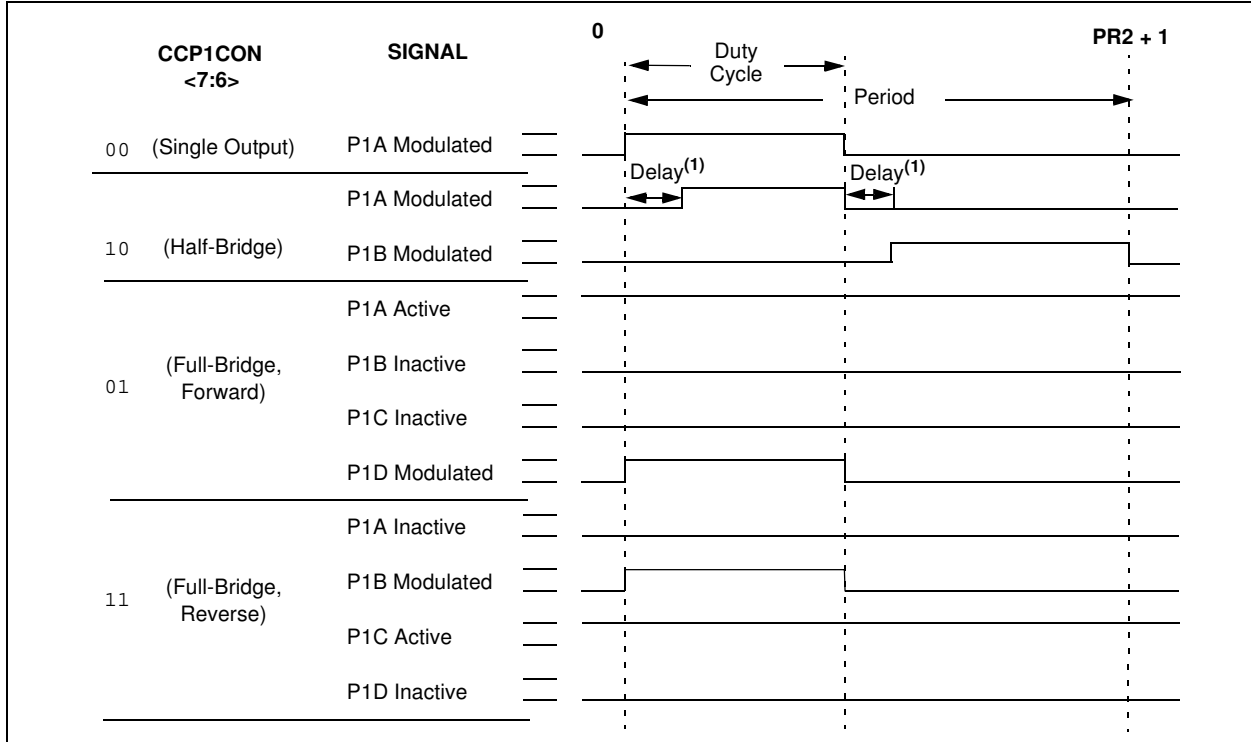 CCP1CON
<7:6>
SIGNAL
0
PR2 + 1
Duty
Cycle
Period
00 (Single Output) P1A Modulated
Delay(1)
Delay(1)
P1A Modulated
10 (Half-Bridge) P1B Modulated
P1A Active
01 (Full-Bridge,
Forward)
P1B Inactive
P1C Inactive
P1D Modulated
P1A Inactive
11 (Full-Bridge,
Reverse)
P1B Modulated
P1C Active
P1D Inactive